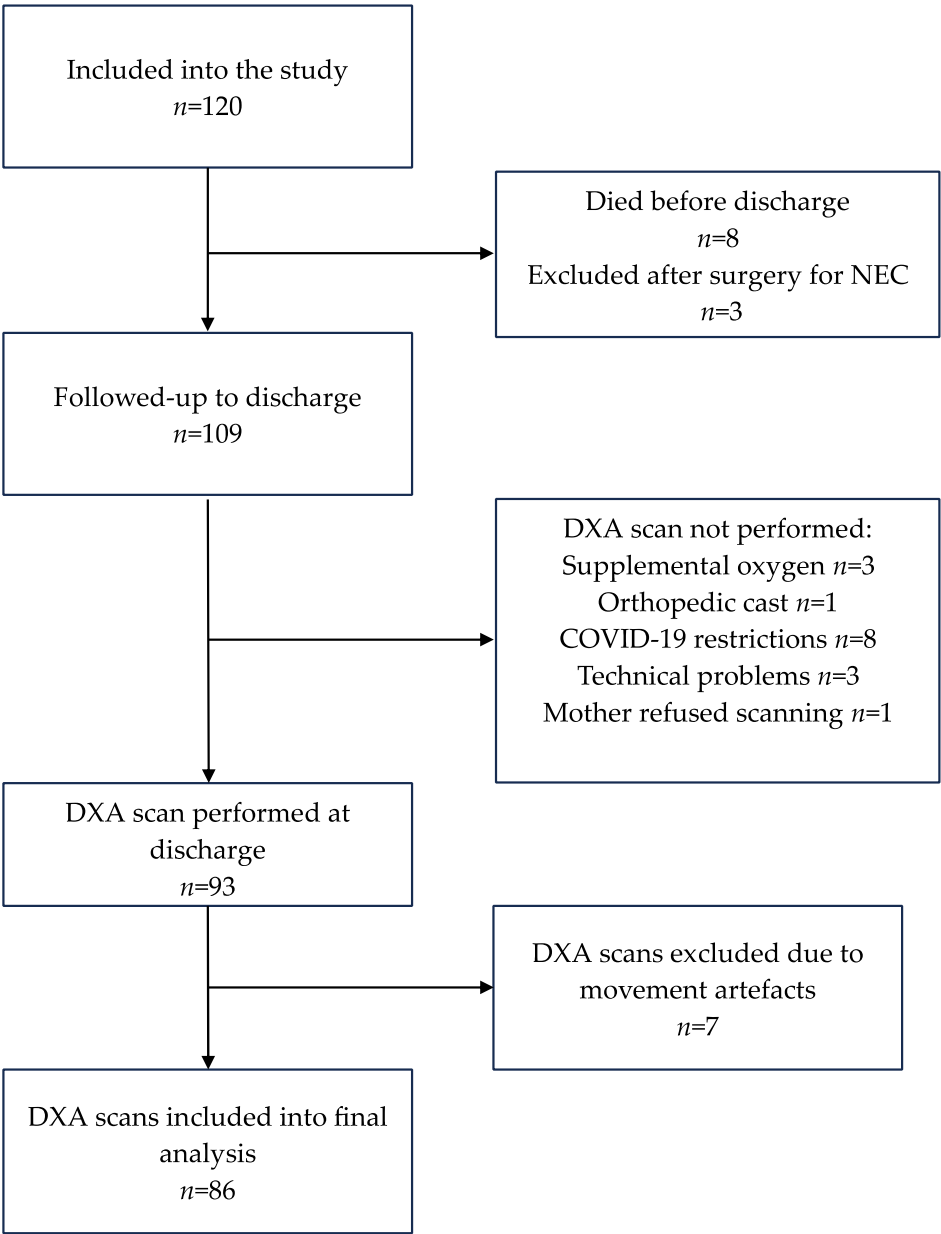 Included into the study
n=120
Died before discharge
n=8
Excluded after surgery for NEC
n=3
Followed-up to discharge
n=109
DXA scan not performed:
Supplemental oxygen n=3
Orthopedic cast n=1
COVID-19 restrictions n=8
Technical problems n=3
Mother refused scanning n=1
DXA scan performed at
discharge
n=93
DXA scans excluded due to
movement artefacts
n=7
DXA scans included into final
analysis
n=86